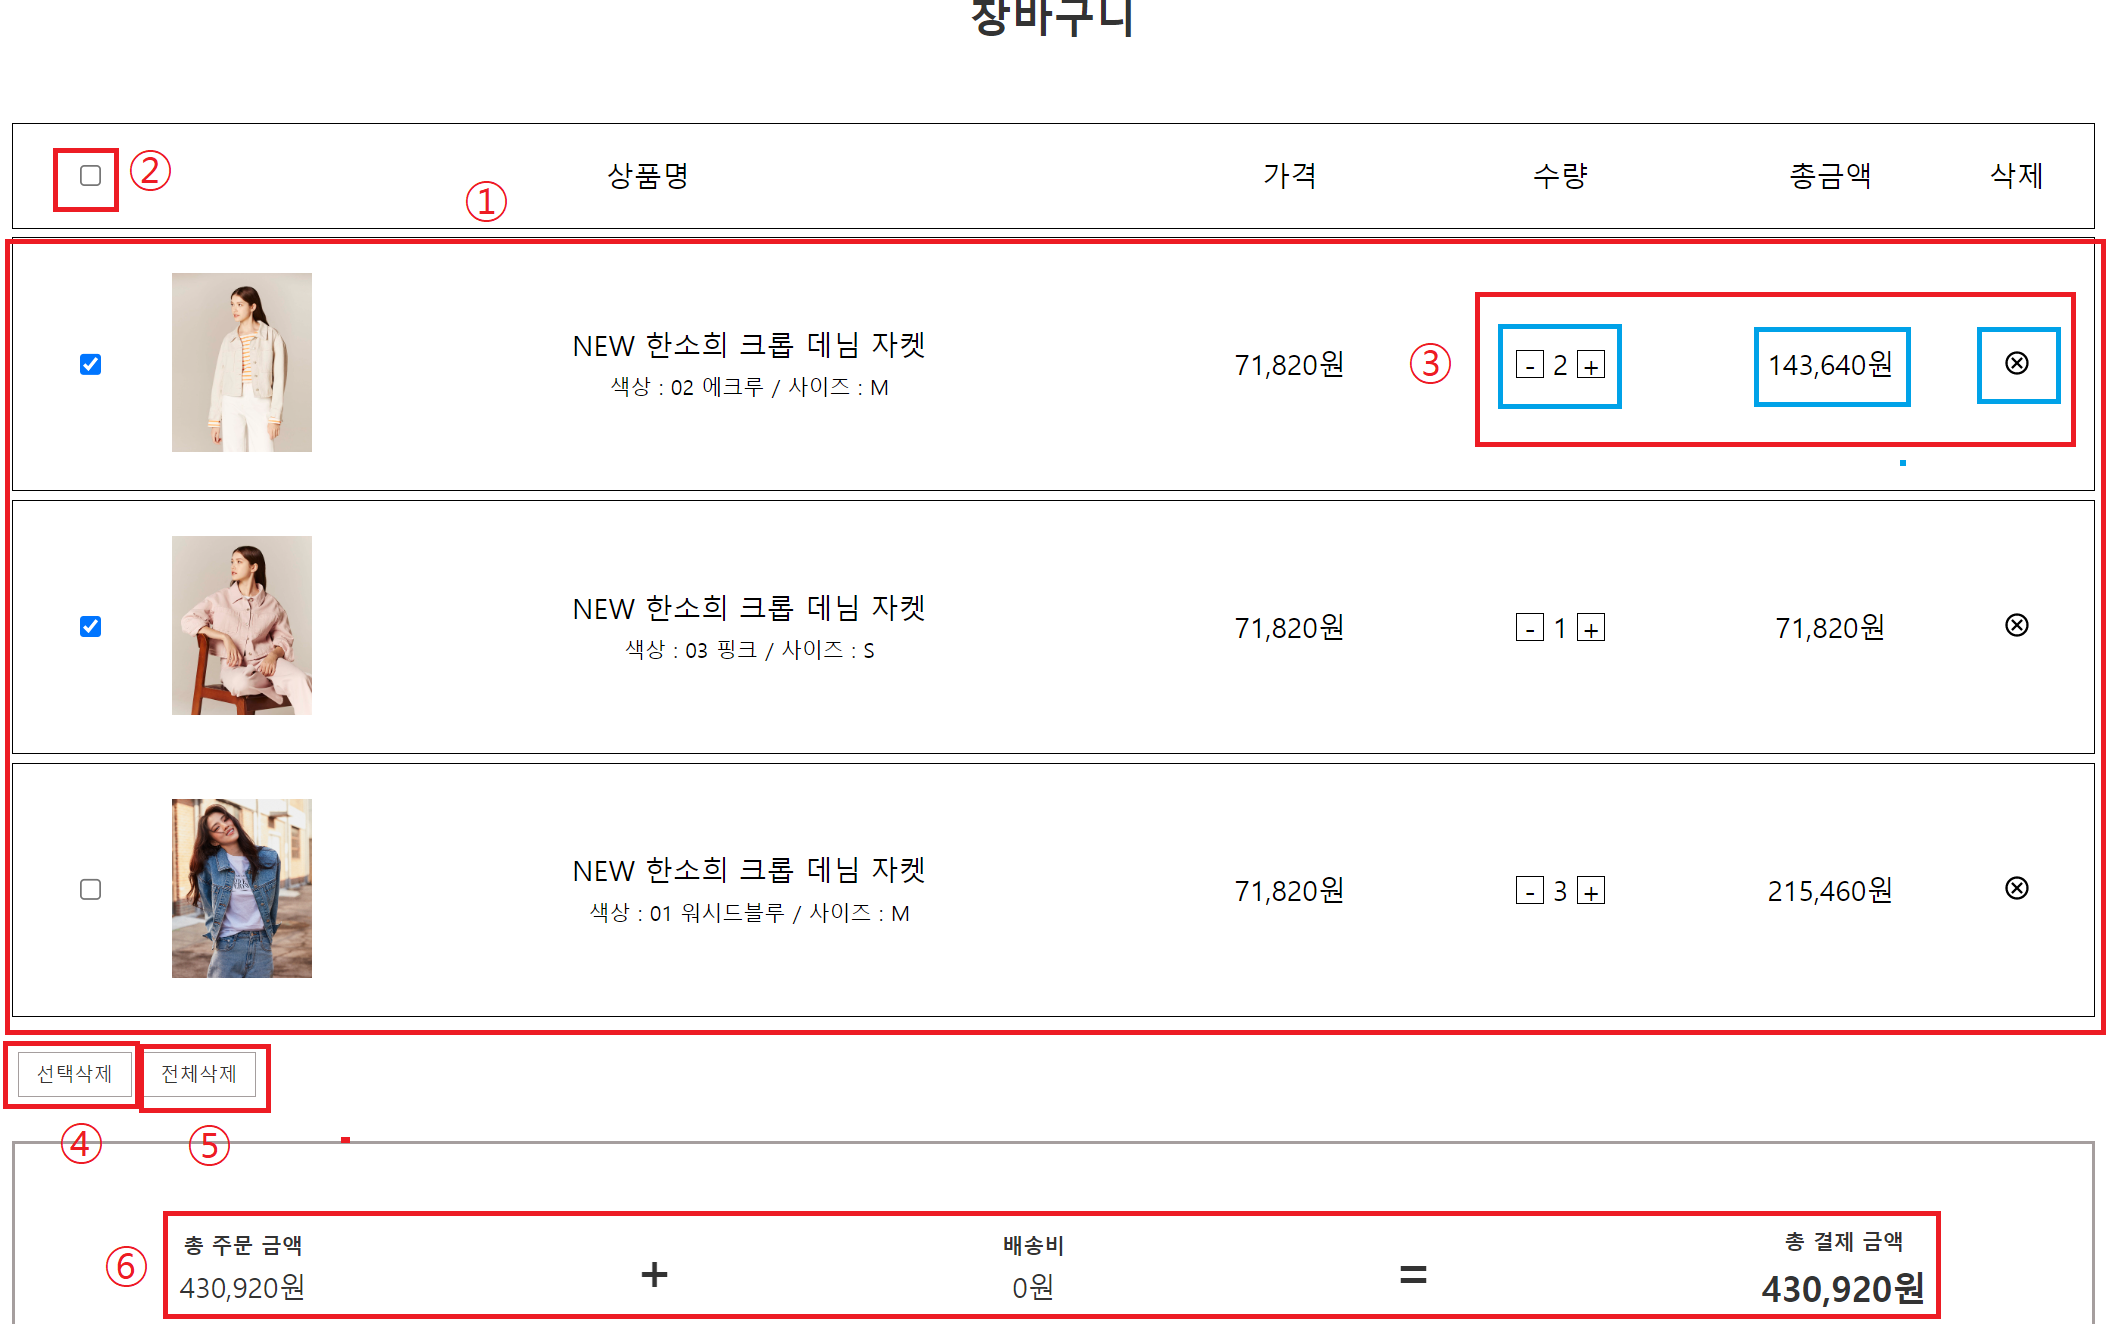 장바구니
②
①
상품명 가격 수량 총금액 삭제
NEW 한소희 크롭 데님 자켓
색상 : 02 에크루 / 사이즈 : M
71,820원
③
- 2 +
143,640원
NEW 한소희 크롭 데님 자켓
색상 : 03 핑크 / 사이즈 : S
71,820원
- 1 +
71,820원
NEW 한소희 크롭 데님 자켓
색상 : 01 워시드블루 / 사이즈 : M
71,820원
- 3 +
215,460원
선택삭제 전체삭제
④ ⑤
⑥
총 주문 금액
430,920원
+
배송비
0원
=
총 결제 금액
430,920원